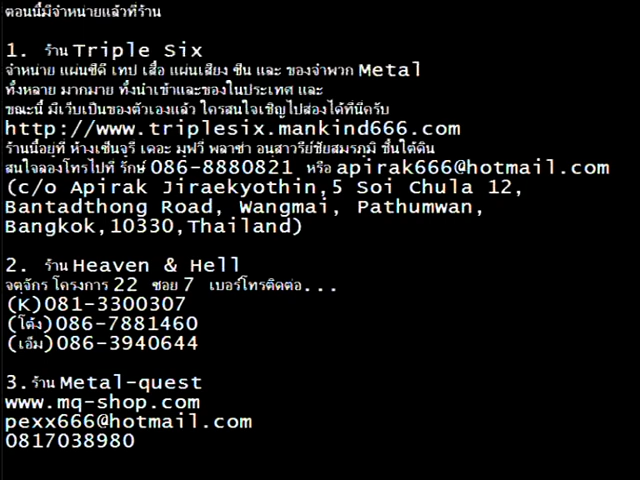 ตอนนี้มีจำหน่ายแล้วที่ร้าน
1. ร้าน Triple Six
จำหน่าย แผ่นซีดี เทป เสื้อ แผ่นเสียง ซีน และ ของจำพวก Metal
ทั้งหลาย มากมาย ทั้งนำเข้าและของในประเทศ และ
ขณะนี้ มีเว็บเป็นของตัวเองแล้ว ใครสนใจเชิญไปส่องได้ที่นี่ครับ
http://www.triplesix.mankind666.com
ร้านนี้อยู่ที่ ห้างเซ็นจูรี่ เดอะ มูฟวี่ พลาซ่า อนุสาวรีย์ชัยสมรภูมิ ชั้นใต้ดิน
สนใจลองโทรไปที่ รักษ์ 086-8880821 หรือ apirak666@hotmail.com
(c/o Apirak Jiraekyothin,5 Soi Chula 12,
Bantadthong Road, Wangmai, Pathumwan,
Bangkok,10330,Thailand)
2. ร้าน Heaven & Hell
จตุจักร โครงการ 22 ซอย 7 เบอร์โทรติดต่อ...
(K)081-3300307
(โต้ง)086-7881460
(เอ็ม)086-3940644
3.ร้าน Metal-quest
www.mq-shop.com
pexx666@hotmail.com
0817038980